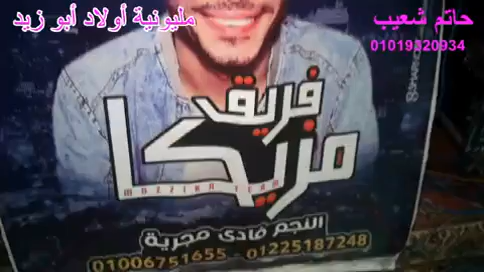 حاتم شعيب
مليونية أولاد أبو زيد
01019320934
فريق
مزيكا
MAZZIKA TEAM
النجم فادى مجرية
01006751655 - 01225187248